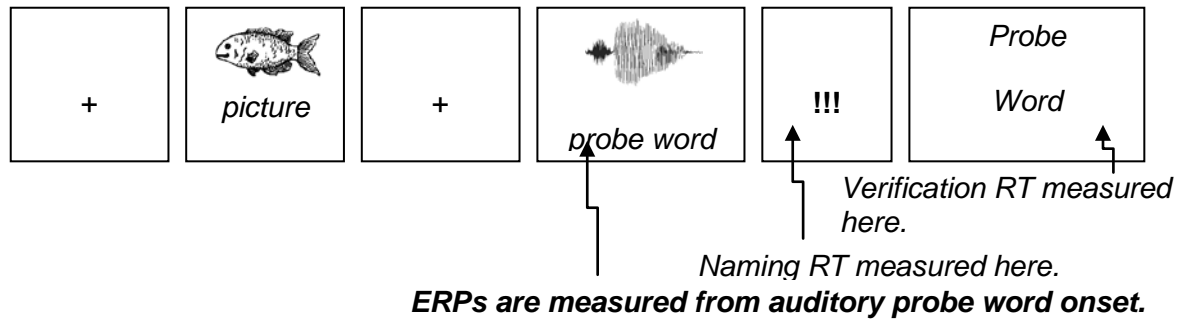 +
picture
+
probe word
!!!
Probe
Word
Verification RT measured
here.
Naming RT measured here.
ERPs are measured from auditory probe word onset.